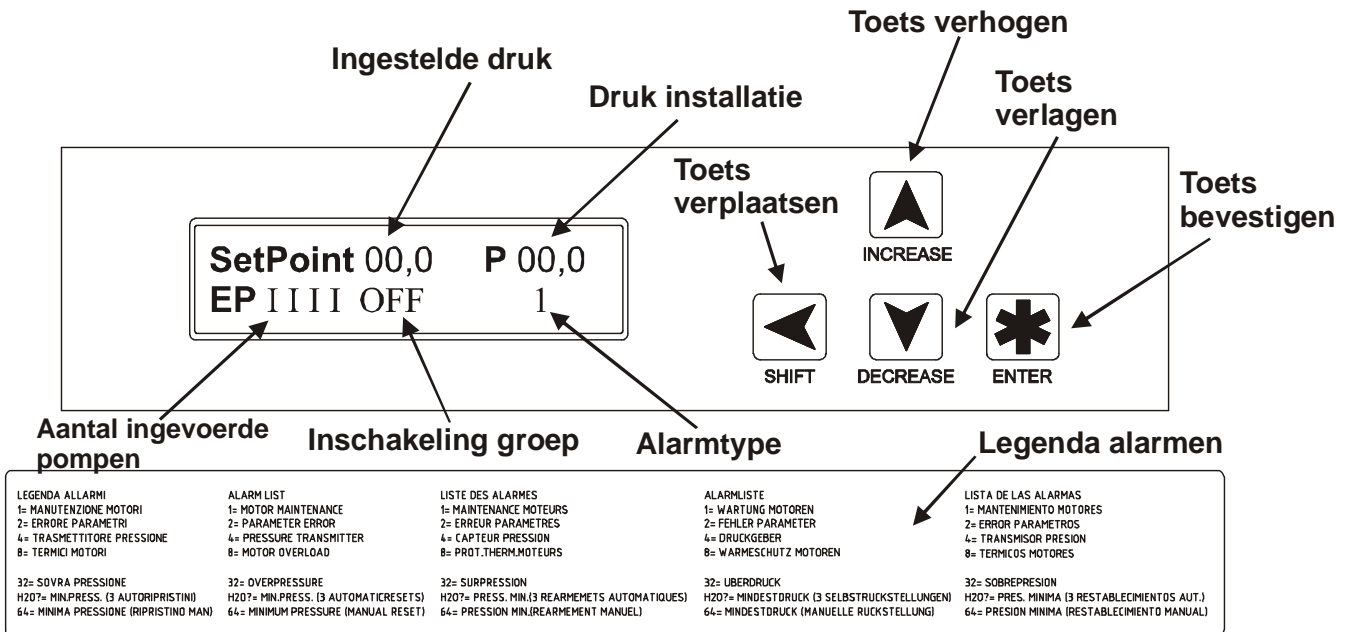 Toets verhogen
Ingestelde druk
Druk installatie
Toets
verlagen
Toets
verplaatsen
Toets
bevestigen
SetPoint 00,0 P 00,0
EP I I I I OFF 1
INCREASE
SHIFT
DECREASE
ENTER
Aantal ingevoerde
pompen
Inschakeling groep
Alarmtype
Legenda alarmen
LEGENDA ALLARMI
1= MANUTENZIONE MOTORI
2= ERRORE PARAMETRI
4= TRASMETTITORE PRESSIONE
8= TERMICI MOTORI
32= SOVRA PRESSIONE
H20?= MIN.PRESS. (3 AUTORIPRISTINI)
64= MINIMA PRESSIONE (RIPRISTINO MAN)
ALARM LIST
1= MOTOR MAINTENANCE
2= PARAMETER ERROR
4= PRESSURE TRANSMITTER
8= MOTOR OVERLOAD
32= OVERPRESSURE
H20?= MIN.PRESS. (3 AUTOMATICRESETS)
64= MINIMUM PRESSURE (MANUAL RESET)
LISTE DES ALARMES
1= MAINTENANCE MOTEURS
2= ERREUR PARAMETRES
4= CAPTEUR PRESSION
8= PROT.THERM.MOTEURS
32= SURPRESSION
H20?= PRESS. MIN.(3 REARMEMETS AUTOMATIQUES)
64= PRESSION MIN.(REARMEMENT MANUEL)
ALARMLISTE
1= WARTUNG MOTOREN
2= FEHLER PARAMETER
4= DRUCKGEBER
8= WARMESCHUTZ MOTOREN
32= UBERDRUCK
H20?= MINDESTDRUCK (3 SELBSTRUCKSTELLUNGEN)
64= MINDESTDRUCK (MANUELLE RUCKSTELLUNG)
LISTA DE LAS ALARMAS
1= MANTENIMIENTO MOTORES
2= ERROR PARAMETROS
4= TRANSMISOR PRESION
8= TERMICOS MOTORES
32= SOBREPRESION
H20?= PRES. MINIMA (3 RESTABLECIMIENTOS AUT.)
64= PRESION MINIMA (RESTABLECIMIENTO MANUAL)